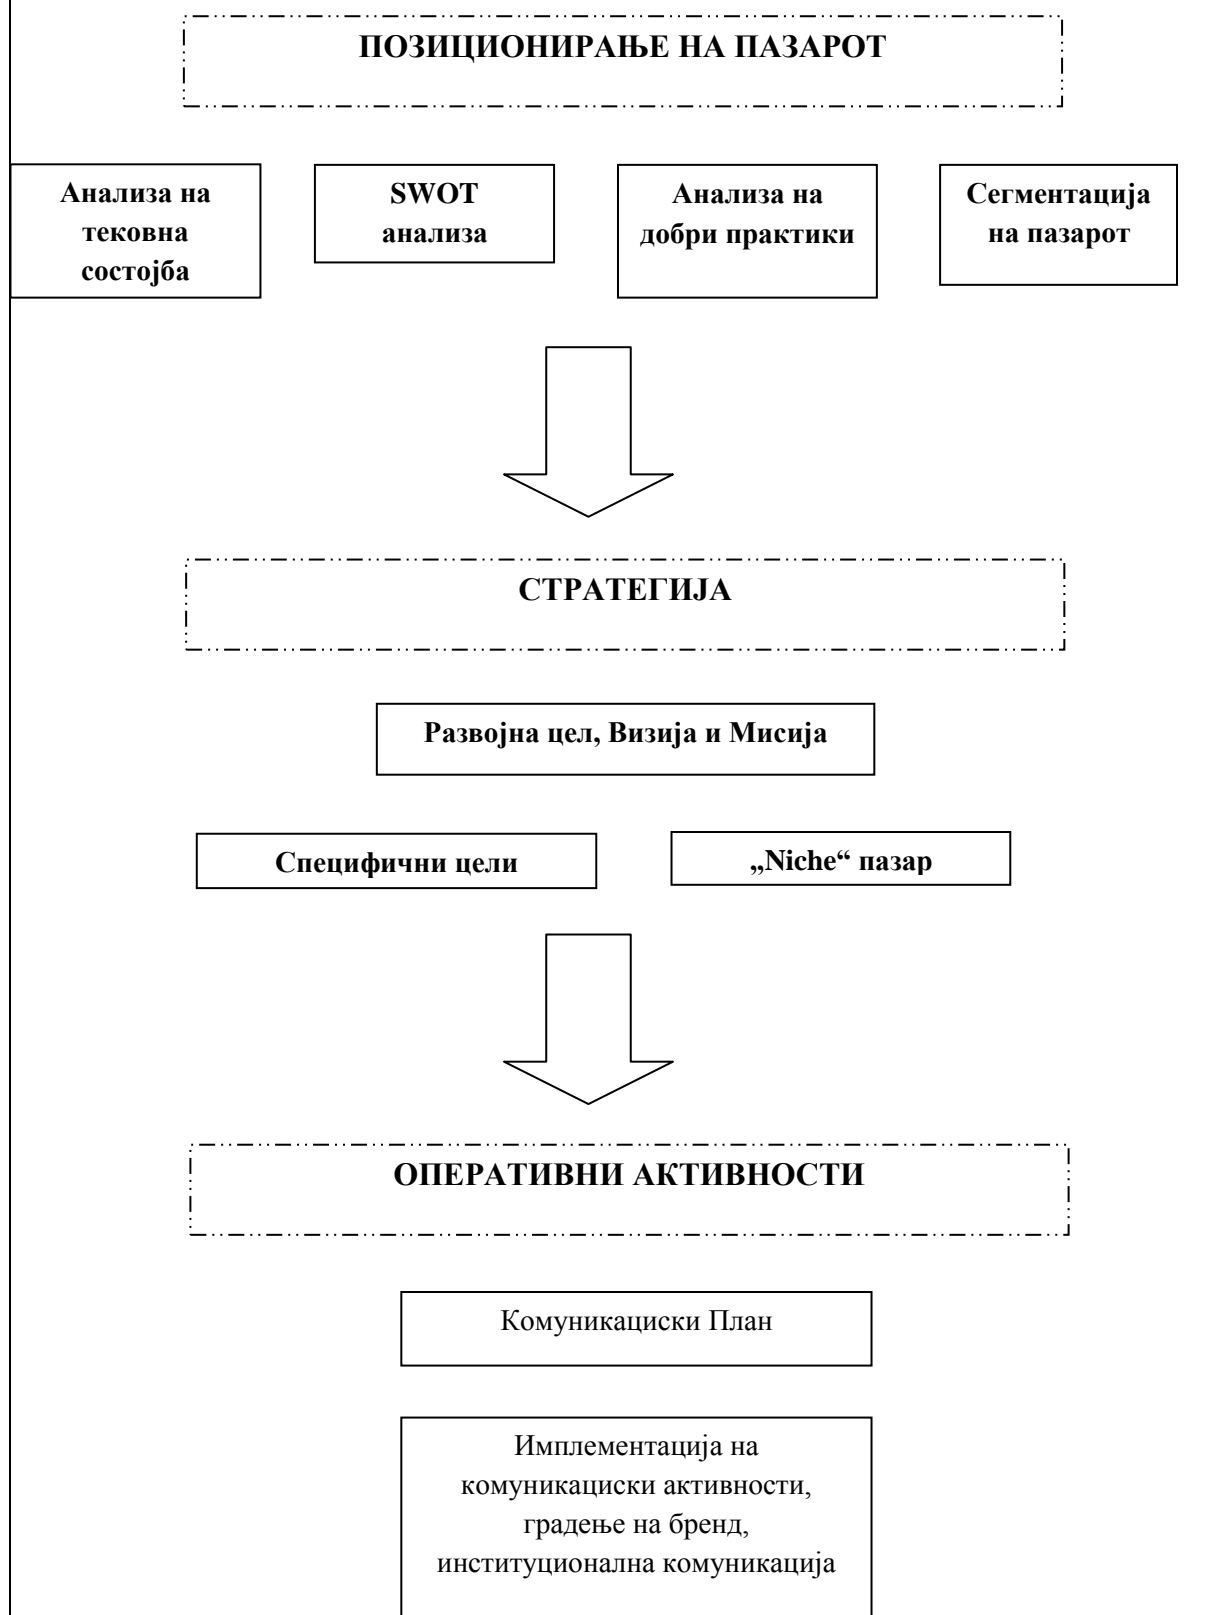 ПОЗИЦИОНИРАЊЕ НА ПАЗАРОТ
Анализа на
тековна
состојба
SWOT
анализа
Анализа на
добри практики
Сегментација
на пазарот
СТРАТЕГИЈА
Развојна цел, Визија и Мисија
Специфични цели
„Niche“ пазар
ОПЕРАТИВНИ АКТИВНОСТИ
Комуникациски План
Имплементација на
комуникациски активности,
градење на бренд,
институционална комуникација